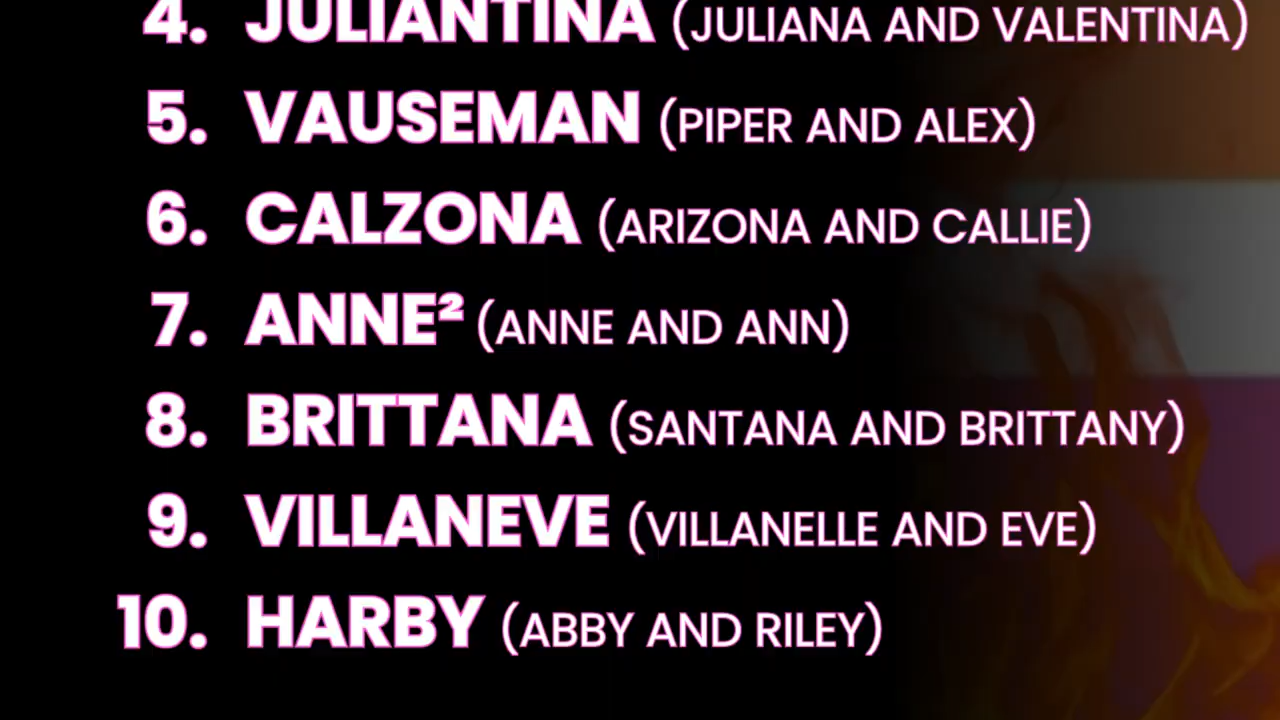 4. JULIANTINA (JULIANA AND VALENTINA)
5. VAUSEMAN (PIPER AND ALEX)
6. CALZONA (ARIZONA AND CALLIE)
7. ANNE² (ANNE AND ANN)
8. BRITTANA (SANTANA AND BRITTANY)
9. VILLANEVE (VILLANELLE AND EVE)
10. HARBY (ABBY AND RILEY)